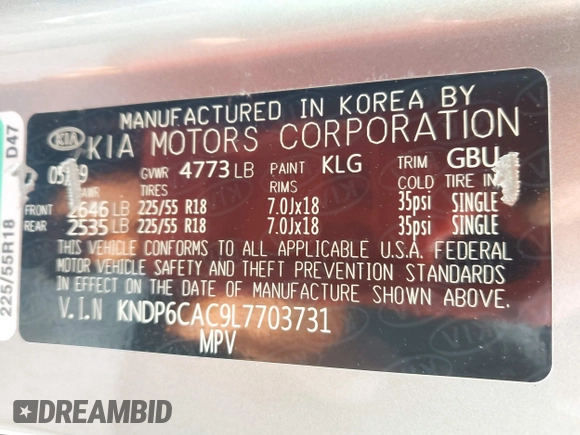 MANUFACTURED IN KOREA BY
KIA KIA MOTORS CORPORATION
GVWR 4773 LB PAINT KLG TRIM GBU
TIRES RIMS COLD TIRE
FRONT 2646 LB 225/55 R18 7.0Jx18 35psi SINGLE
REAR 2535 LB 225/55 R18 7.0Jx18 35psi SINGLE
THIS VEHICLE CONFORMS TO ALL APPLICABLE U.S.A. FEDERAL
MOTOR VEHICLE SAFETY AND THEFT PREVENTION STANDARDS
IN EFFECT ON THE DATE OF MANUFACTURE SHOWN ABOVE.
V.I.N KNDP6CAC9L7703731
MPV
225/55R18 D47
DREAMBID